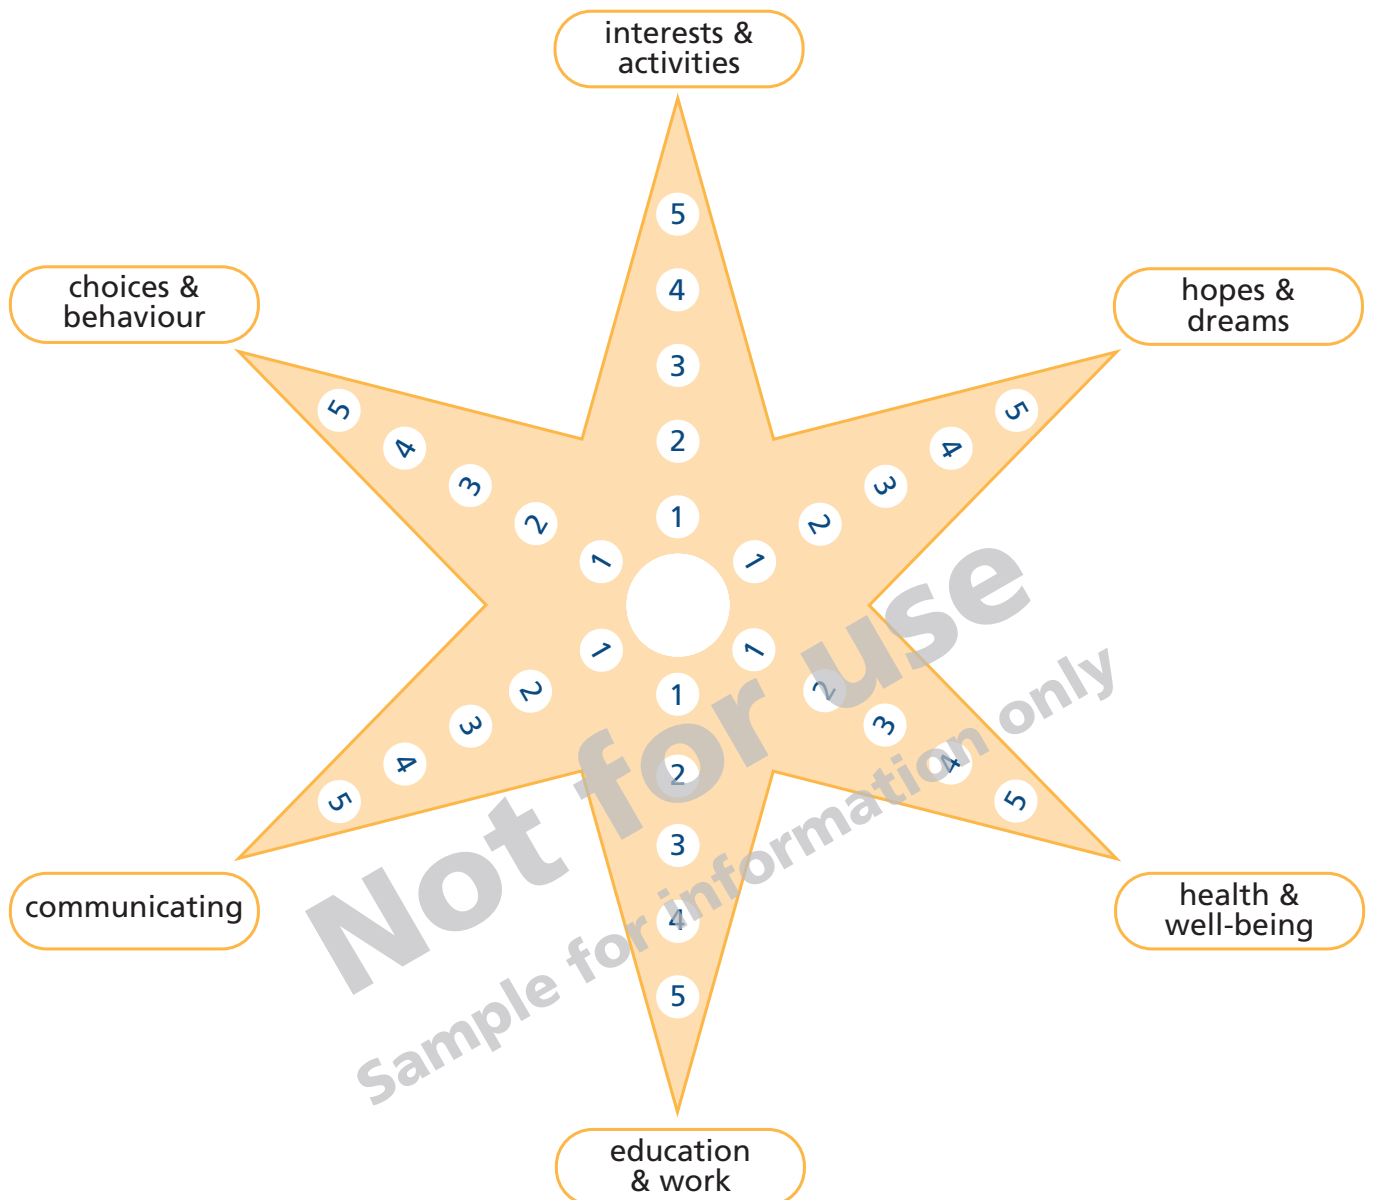 interests &
activities
choices &
behaviour
hopes &
dreams
5
4
3
2
1
5
4
3
2
1
5
4
3
2
1
1
2
3
4
5
1
2
3
4
5
1
2
3
4
5
Not for use
Sample for information only
communicating
health &
well-being
education
& work